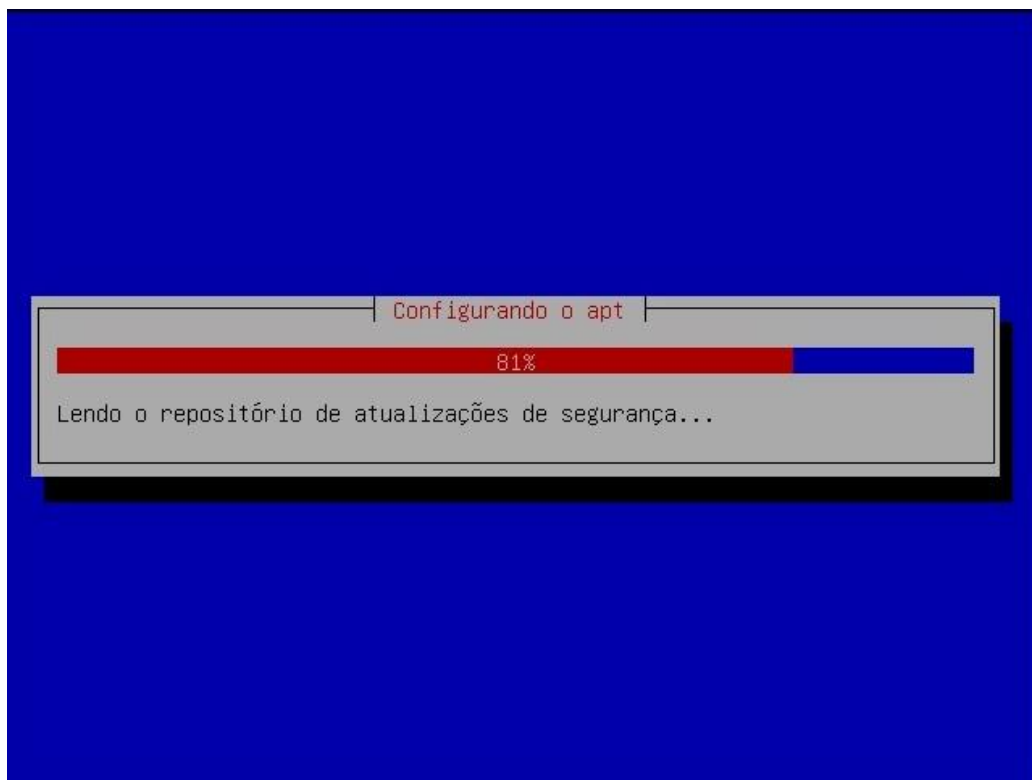 Configurando o apt
81%
Lendo o repositório de atualizações de segurança...